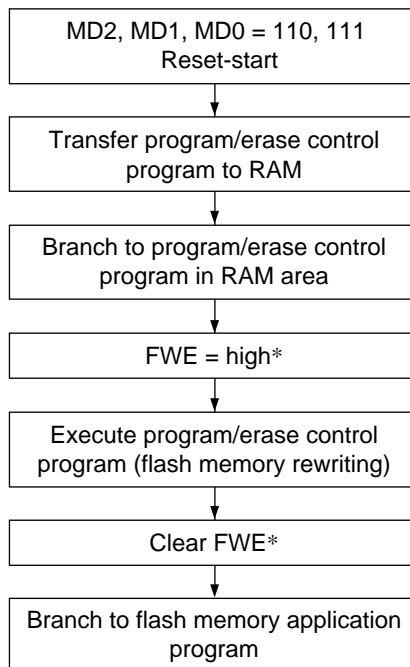 MD2, MD1, MD0 = 110, 111
Reset-start
Transfer program/erase control
program to RAM
Branch to program/erase control
program in RAM area
FWE = high*
Execute program/erase control
program (flash memory rewriting)
Clear FWE*
Branch to flash memory application
program